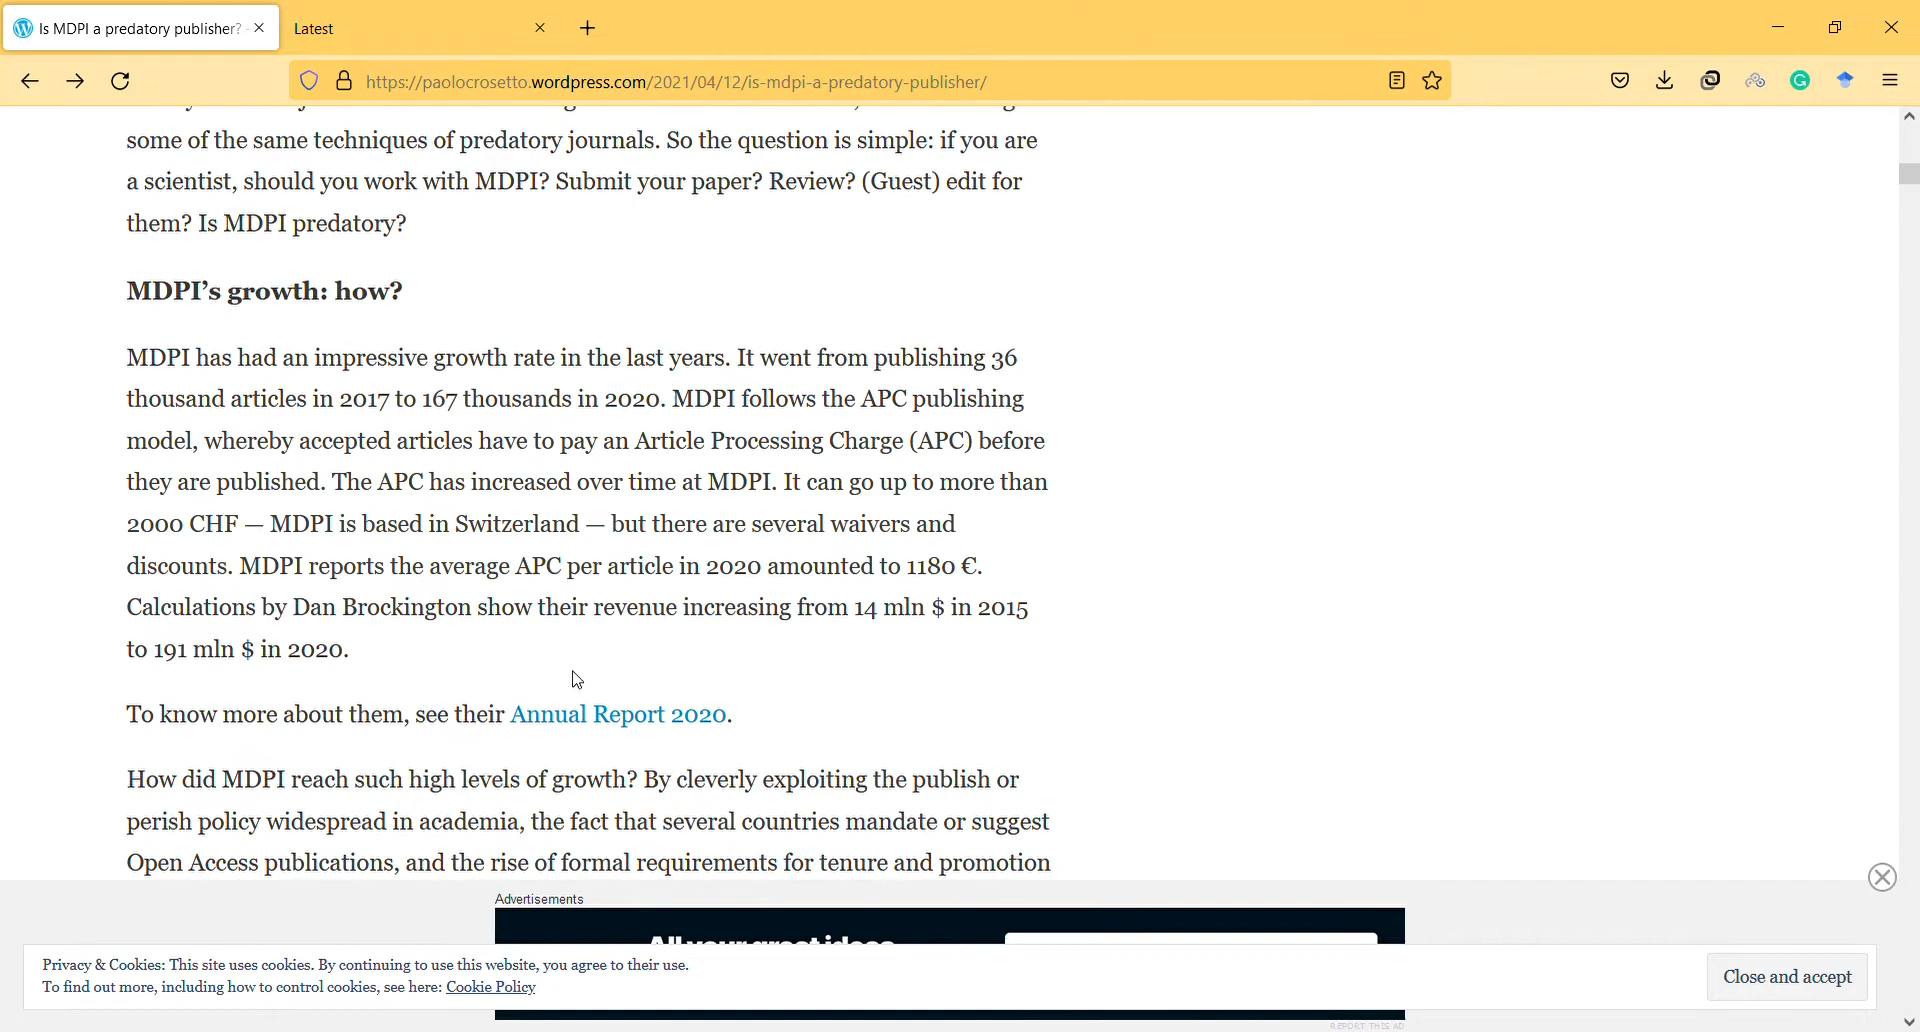 Is MDPI a predatory publisher?
Latest
https://paolocrosetto.wordpress.com/2021/04/12/is-mdpi-a-predatory-publisher/
some of the same techniques of predatory journals. So the question is simple: if you are
a scientist, should you work with MDPI? Submit your paper? Review? (Guest) edit for
them? Is MDPI predatory?
MDPI’s growth: how?
MDPI has had an impressive growth rate in the last years. It went from publishing 36
thousand articles in 2017 to 167 thousands in 2020. MDPI follows the APC publishing
model, whereby accepted articles have to pay an Article Processing Charge (APC) before
they are published. The APC has increased over time at MDPI. It can go up to more than
2000 CHF — MDPI is based in Switzerland — but there are several waivers and
discounts. MDPI reports the average APC per article in 2020 amounted to 1180 €.
Calculations by Dan Brockington show their revenue increasing from 14 mln $ in 2015
to 191 mln $ in 2020.
To know more about them, see their Annual Report 2020.
How did MDPI reach such high levels of growth? By cleverly exploiting the publish or
perish policy widespread in academia, the fact that several countries mandate or suggest
Open Access publications, and the rise of formal requirements for tenure and promotion
Advertisements
All your great ideas
Privacy & Cookies: This site uses cookies. By continuing to use this website, you agree to their use.
To find out more, including how to control cookies, see here: Cookie Policy
Close and accept
REPORT THIS AD